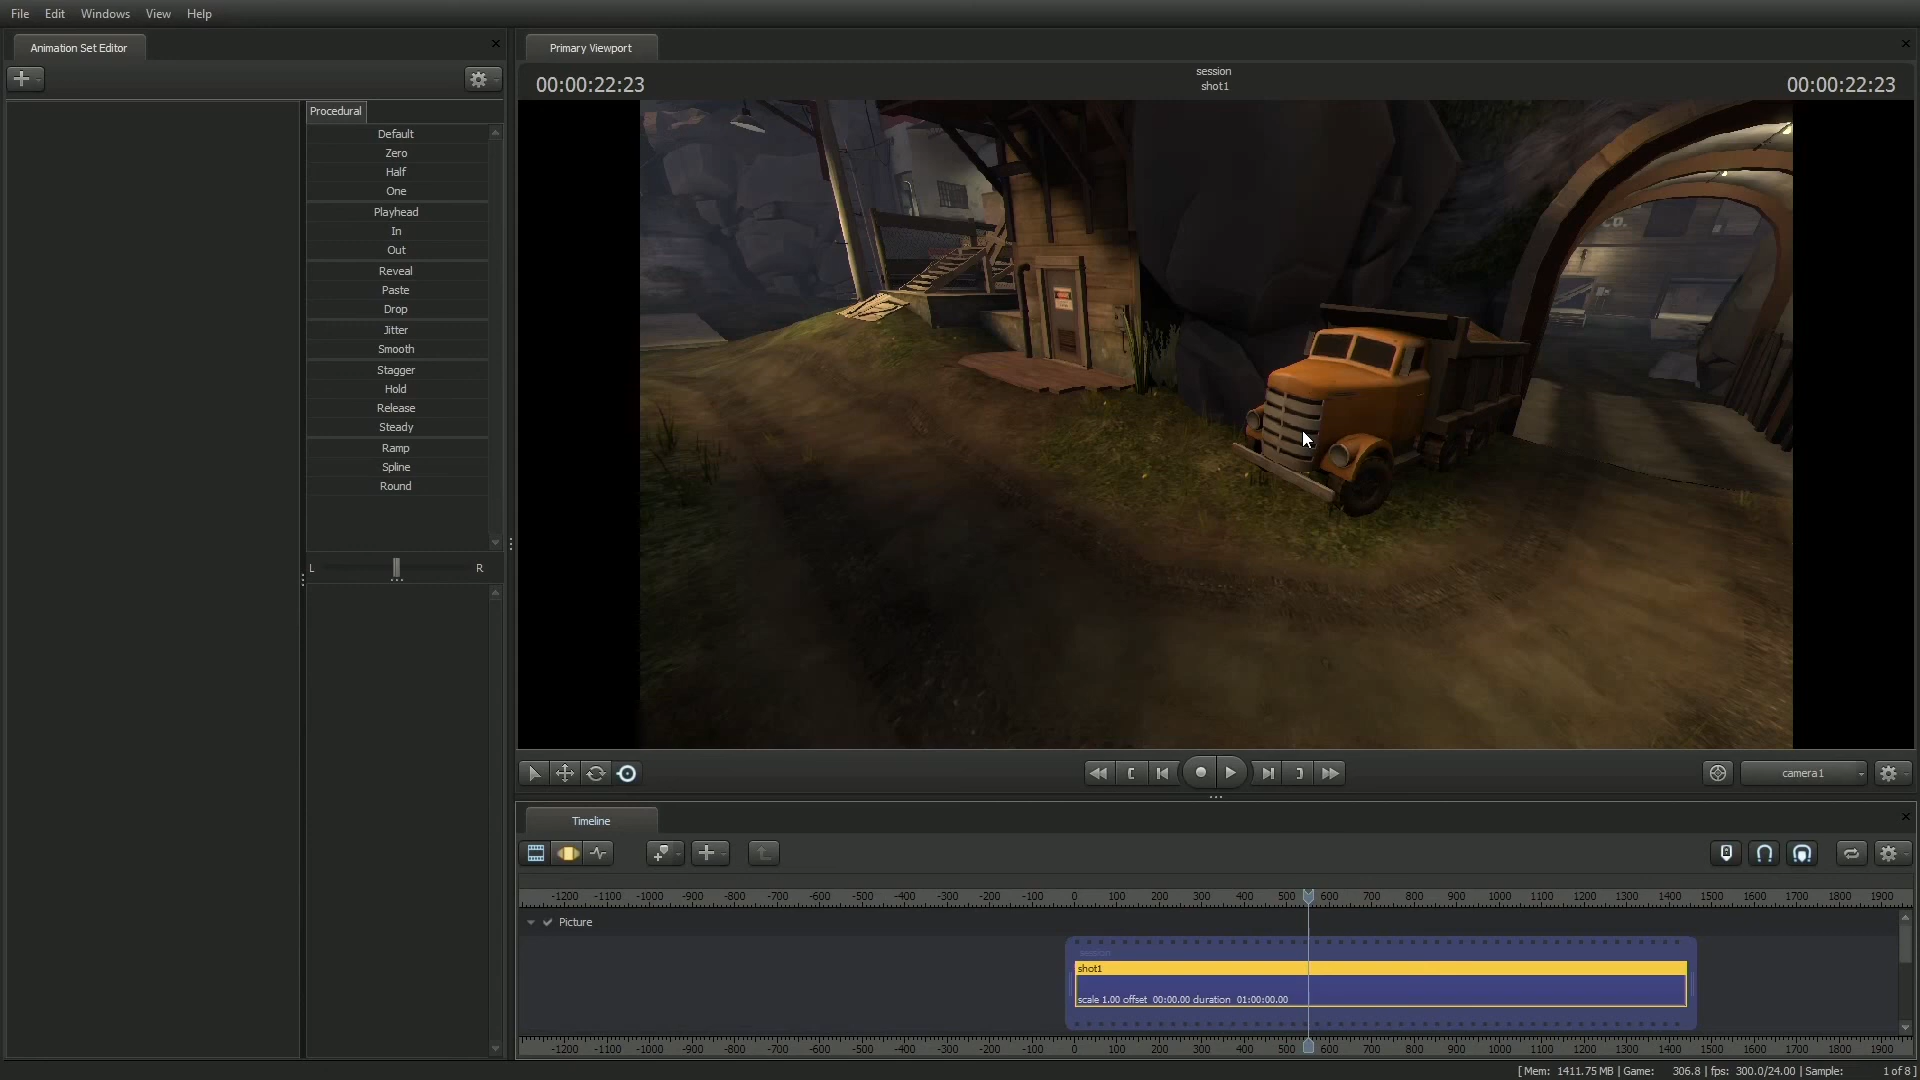 File Edit Windows View Help
Animation Set Editor
Primary Viewport
00:00:22:23
session
shot1
00:00:22:23
Procedural
Default
Zero
Half
One
Playhead
In
Out
Reveal
Paste
Drop
Jitter
Smooth
Stagger
Hold
Release
Steady
Ramp
Spline
Round
L R
Co.
camera1
Timeline
-1200 -1100 -1000 -900 -800 -700 -600 -500 -400 -300 -200 -100 0 100 200 300 400 500 600 700 800 900 1000 1100 1200 1300 1400 1500 1600 1700 1800 1900
Picture
session
shot1
scale 1.00 offset 00:00.00 duration 01:00:00.00
-1200 -1100 -1000 -900 -800 -700 -600 -500 -400 -300 -200 -100 0 100 200 300 400 500 600 700 800 900 1000 1100 1200 1300 1400 1500 1600 1700 1800 1900
[ Mem: 1411.75 MB | Game: 306.8 | fps: 300.0/24.00 | Sample: 1 of 8 ]